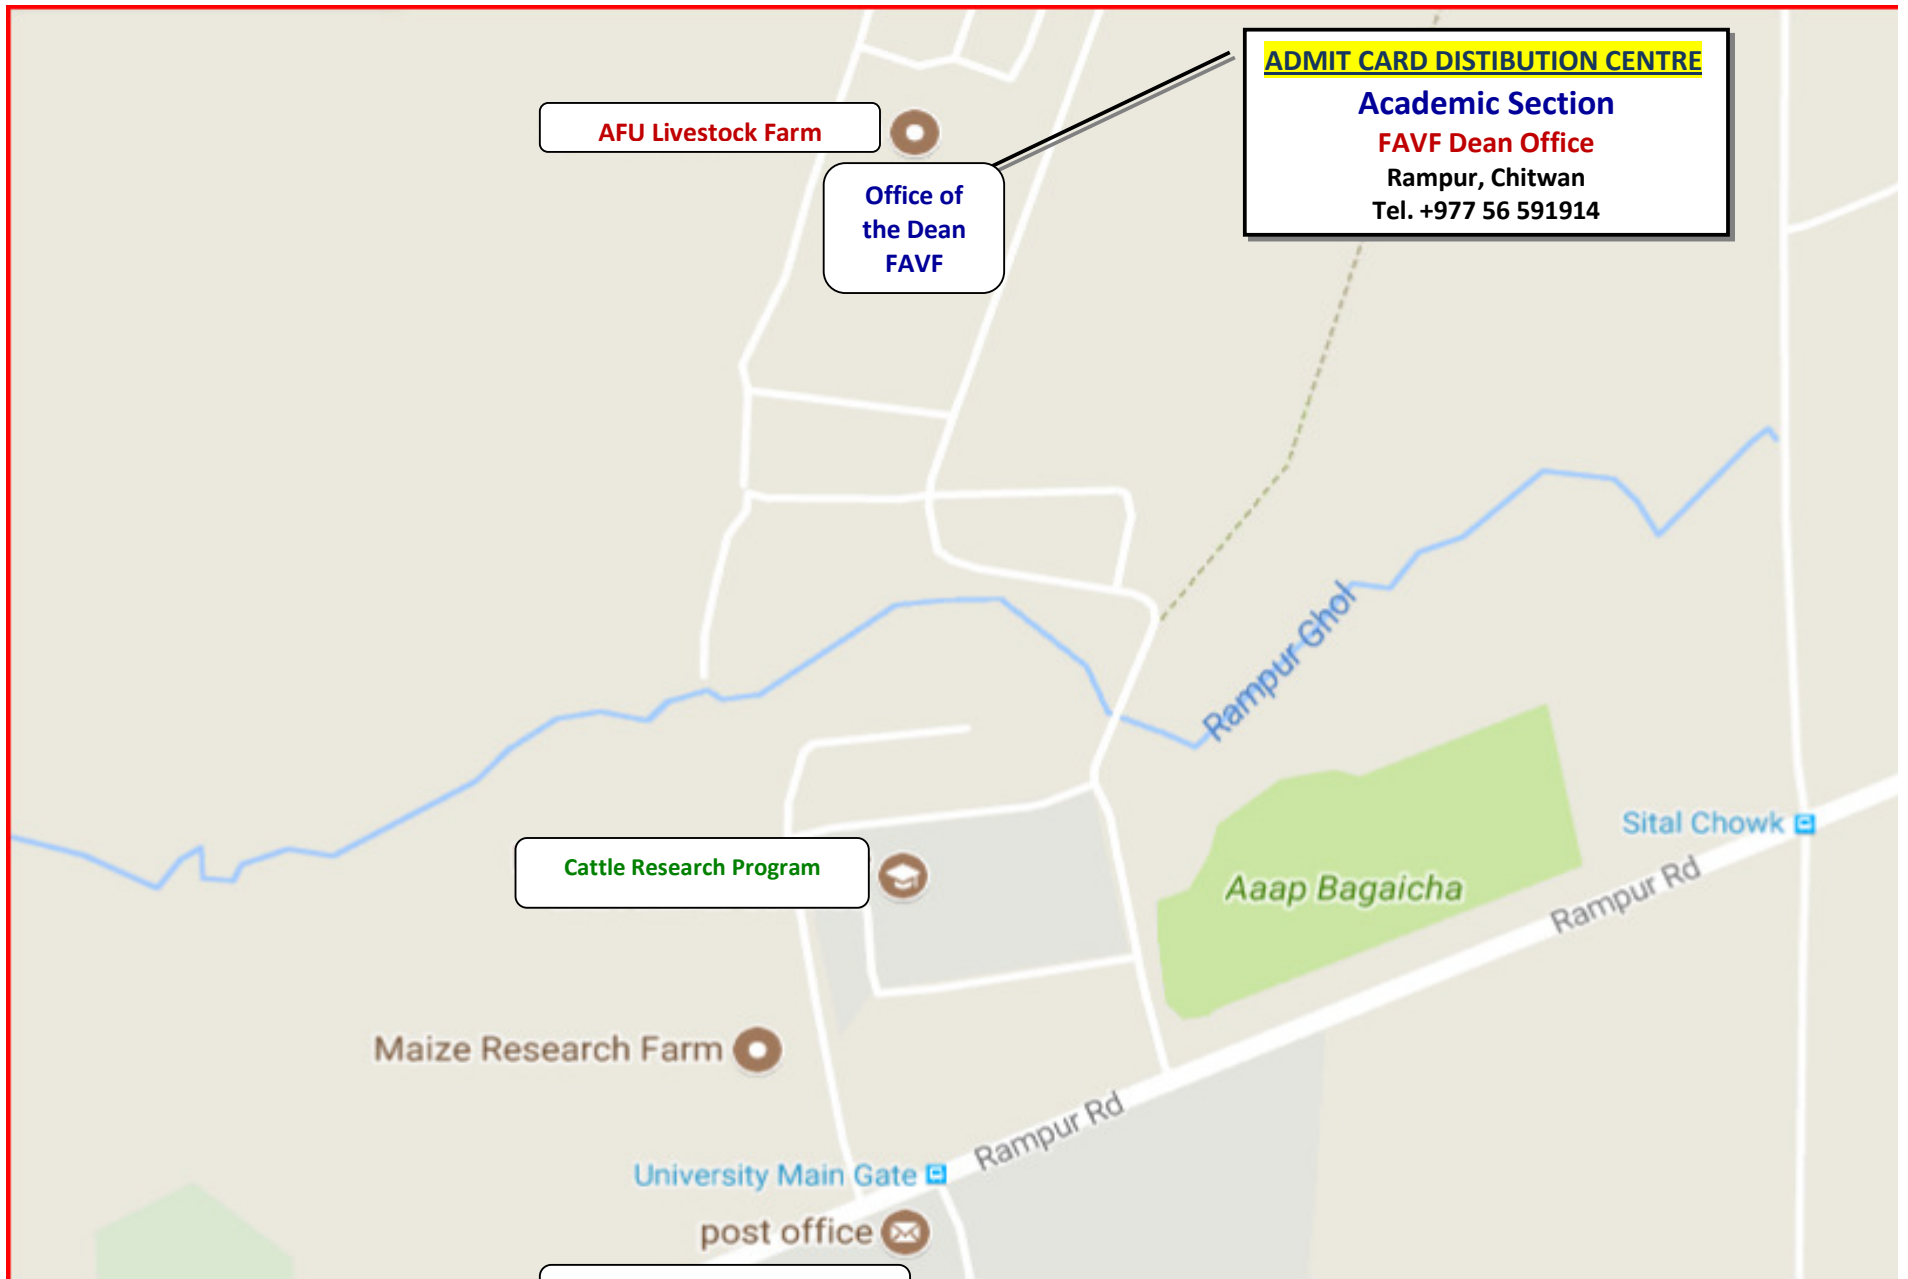 ADMIT CARD DISTIBUTION CENTRE
Academic Section
FAVF Dean Office
Rampur, Chitwan
Tel. +977 56 591914
AFU Livestock Farm
Office of
the Dean
FAVF
Rampur Ghol
Sital Chowk
Cattle Research Program
Aaap Bagaicha
Rampur Rd
Maize Research Farm
Rampur Rd
University Main Gate
post office